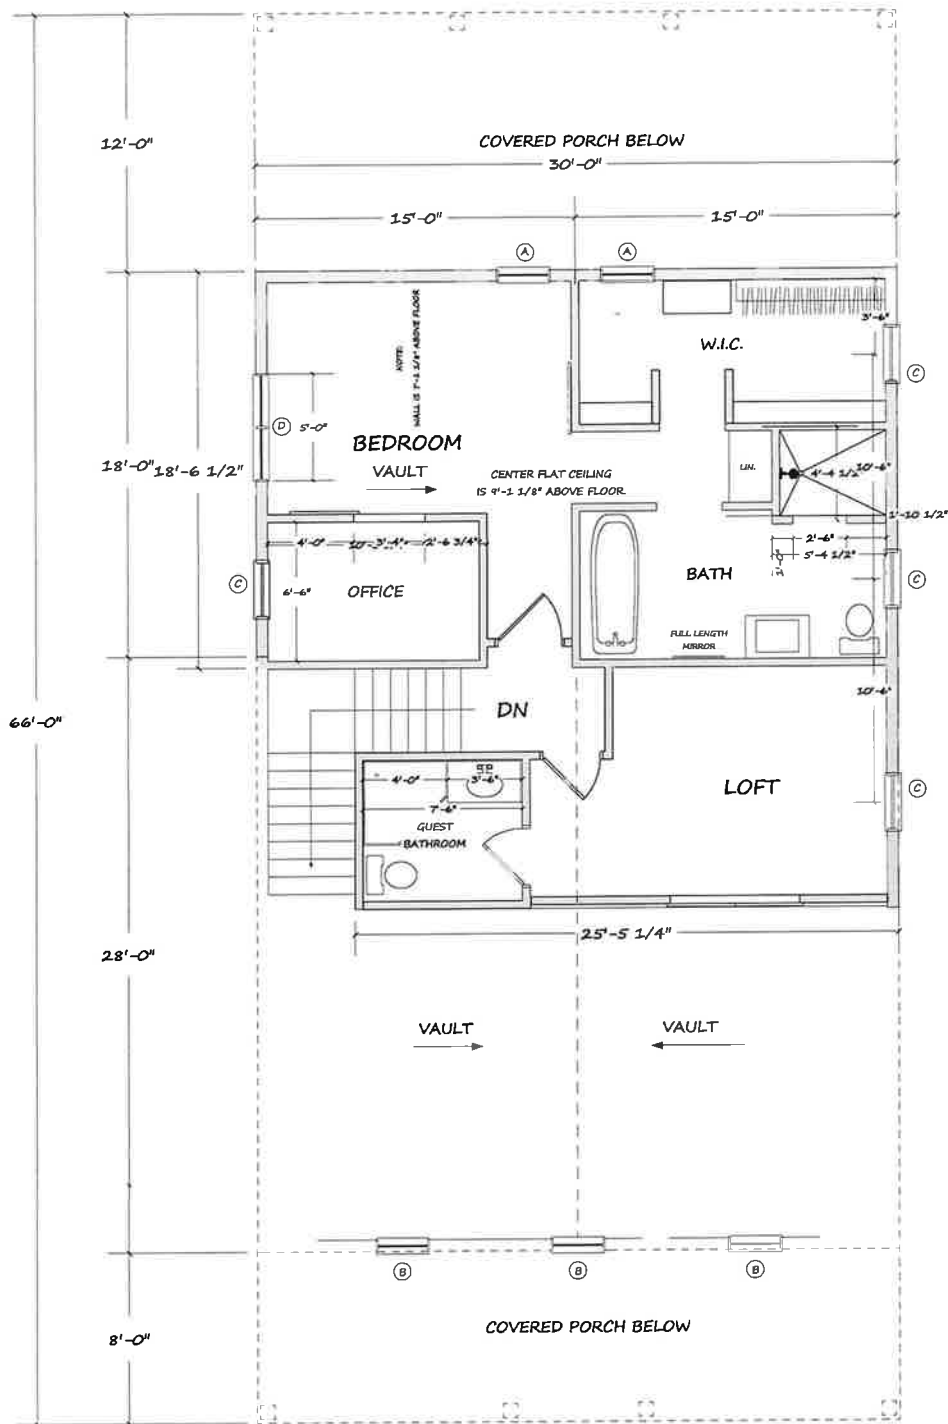 COVERED PORCH BELOW
12'-0"
30'-0"
15'-0"
15'-0"
A
A
NOTE:
WALL IS 7'-1 1/8" ABOVE FLOOR
3'-6"
W.I.C.
C
D
5'-0"
BEDROOM
VAULT
CENTER FLAT CEILING
IS 9'-1 1/8" ABOVE FLOOR
LIN.
4'-4 1/2"
10'-6"
18'-0"
18'-6 1/2"
1'-10 1/2"
4'-0"
3'-4"
2'-6 3/4"
2'-6"
5'-4 1/2"
1'-0"
C
6'-6"
OFFICE
BATH
C
FULL LENGTH
MIRROR
10'-6"
66'-0"
DN
LOFT
C
4'-0"
3'-6"
7'-6"
GUEST
BATHROOM
25'-5 1/4"
28'-0"
VAULT
VAULT
B
B
B
COVERED PORCH BELOW
8'-0"